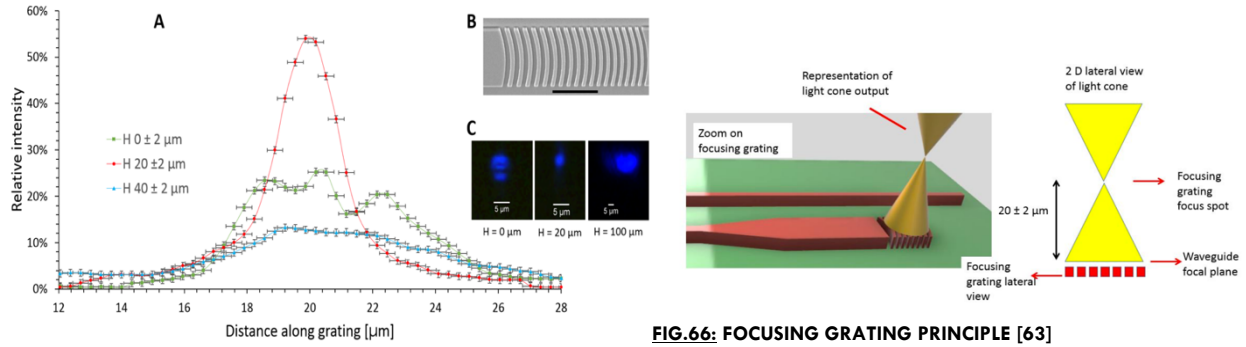 A
60%
50%
40%
30%
20%
10%
0%
Relative intensity
H 0 ± 2 µm
H 20 ±2 µm
H 40 ± 2 µm
12 14 16 18 20 22 24 26 28
Distance along grating [µm]
B
C
5 µm 5 µm 5 µm
H = 0 µm H = 20 µm H = 100 µm
Zoom on
focusing grating
Representation of
light cone output
2 D lateral view
of light cone
20 ± 2 µm
Focusing
grating
focus spot
Waveguide
focal plane
Focusing
grating lateral
view
FIG.66: FOCUSING GRATING PRINCIPLE [63]